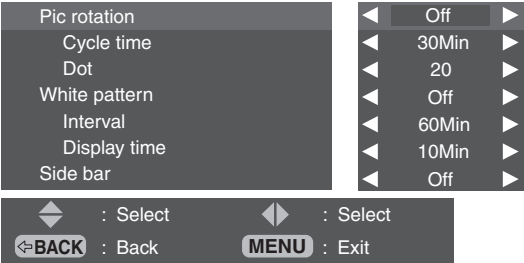 Pic rotation Off
Cycle time 30Min
Dot 20
White pattern Off
Interval 60Min
Display time 10Min
Side bar Off
: Select : Select
BACK : Back MENU : Exit